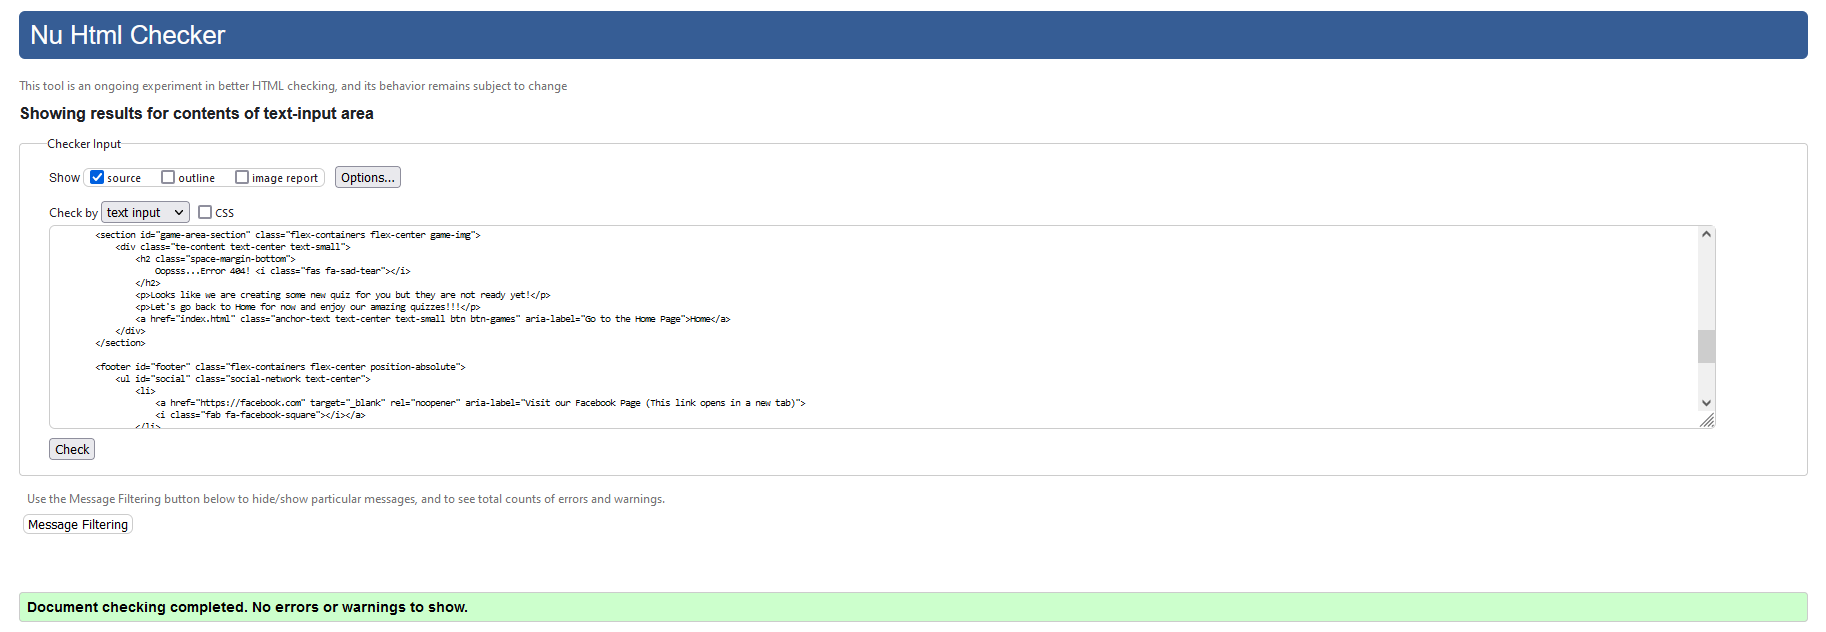 Nu Html Checker
This tool is an ongoing experiment in better HTML checking, and its behavior remains subject to change
Showing results for contents of text-input area
Checker Input
Show source outline image report Options...
Check by text input CSS
<section id="game-area-section" class="flex-containers flex-center game-img">
<div class="te-content text-center text-small">
<h2 class="space-margin-bottom">
Oopsss...Error 404! <i class="fas fa-sad-tear"></i>
</h2>
<p>Looks like we are creating some new quiz for you but they are not ready yet!</p>
<p>Let's go back to Home for now and enjoy our amazing quizzes!!!</p>
<a href="index.html" class="anchor-text text-center text-small btn btn-games" aria-label="Go to the Home Page">Home</a>
</div>
</section>
<footer id="footer" class="flex-containers flex-center position-absolute">
<ul id="social" class="social-network text-center">
<li>
<a href="https://facebook.com" target="_blank" rel="noopener" aria-label="Visit our Facebook Page (This link opens in a new tab)">
<i class="fab fa-facebook-square"></i></a>
</li>
Check
Use the Message Filtering button below to hide/show particular messages, and to see total counts of errors and warnings.
Message Filtering
Document checking completed. No errors or warnings to show.